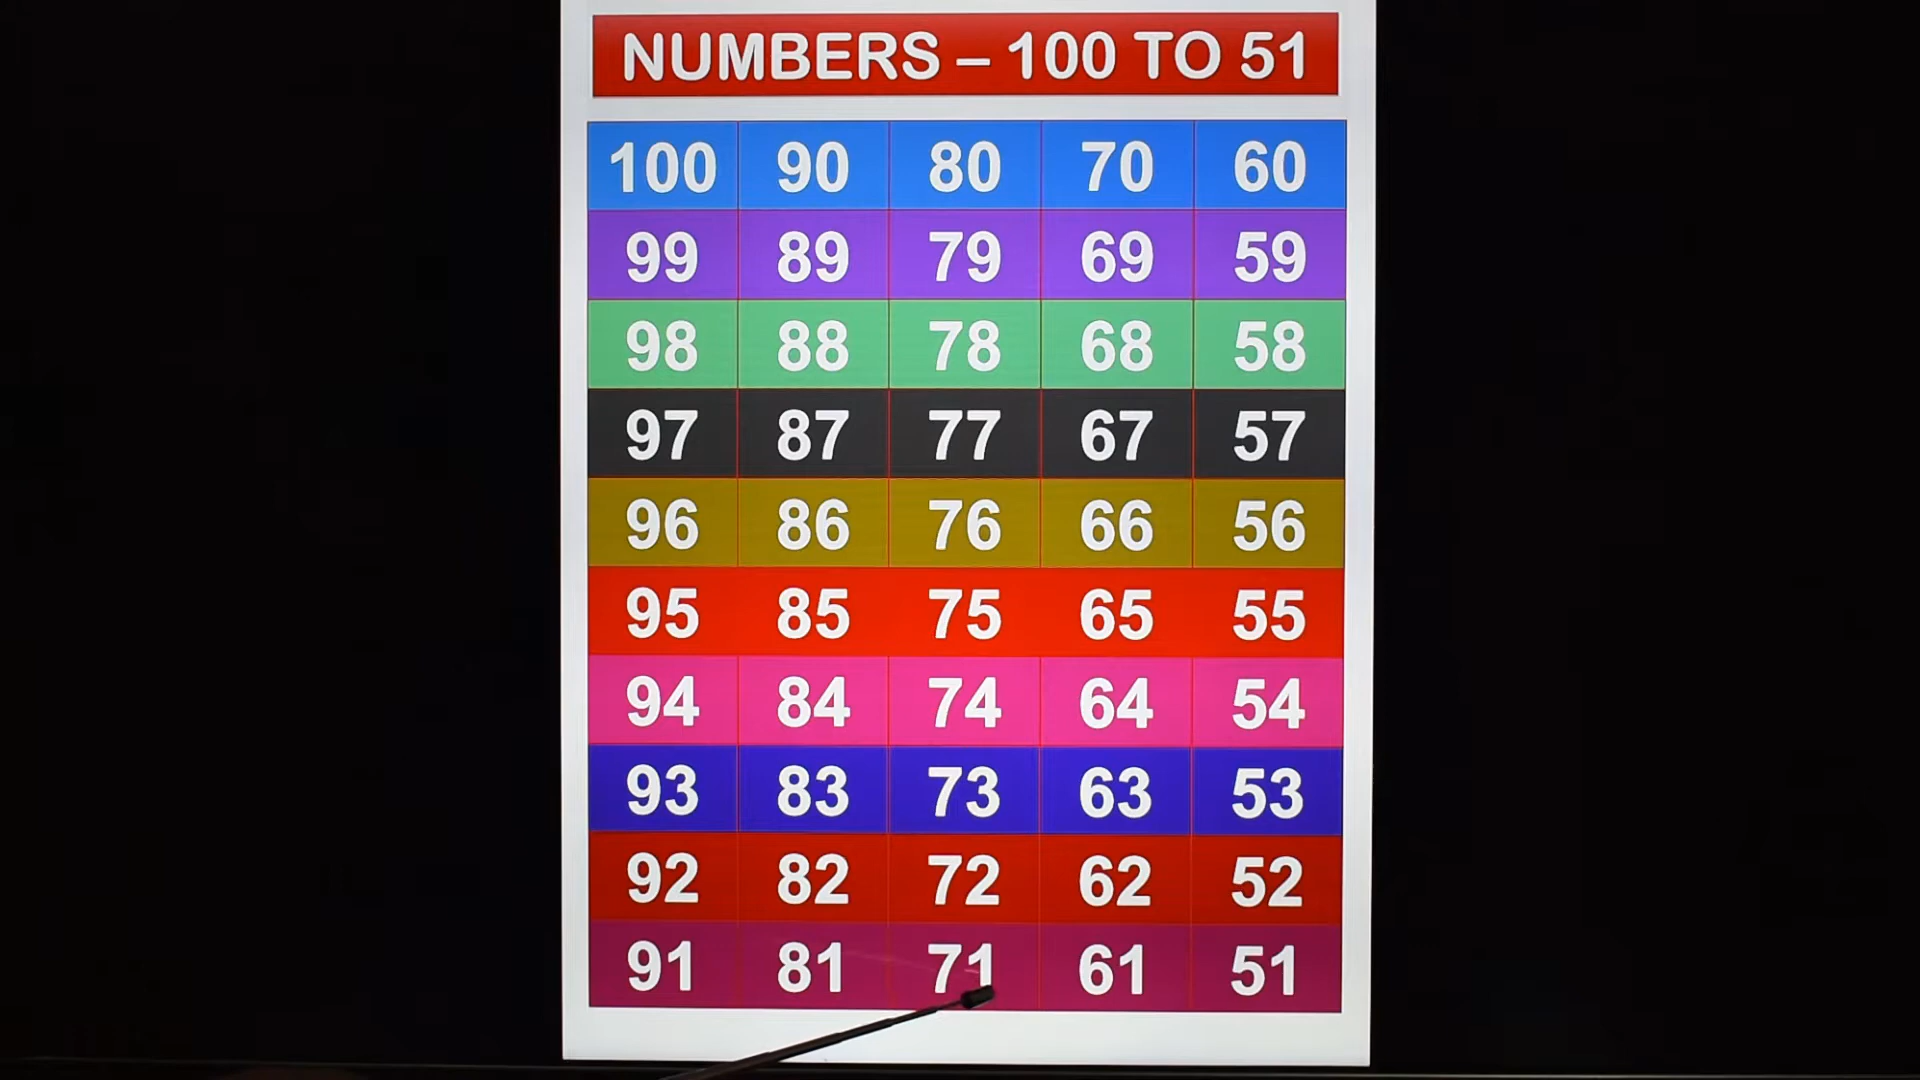 NUMBERS – 100 TO 51
100 90 80 70 60
99 89 79 69 59
98 88 78 68 58
97 87 77 67 57
96 86 76 66 56
95 85 75 65 55
94 84 74 64 54
93 83 73 63 53
92 82 72 62 52
91 81 71 61 51